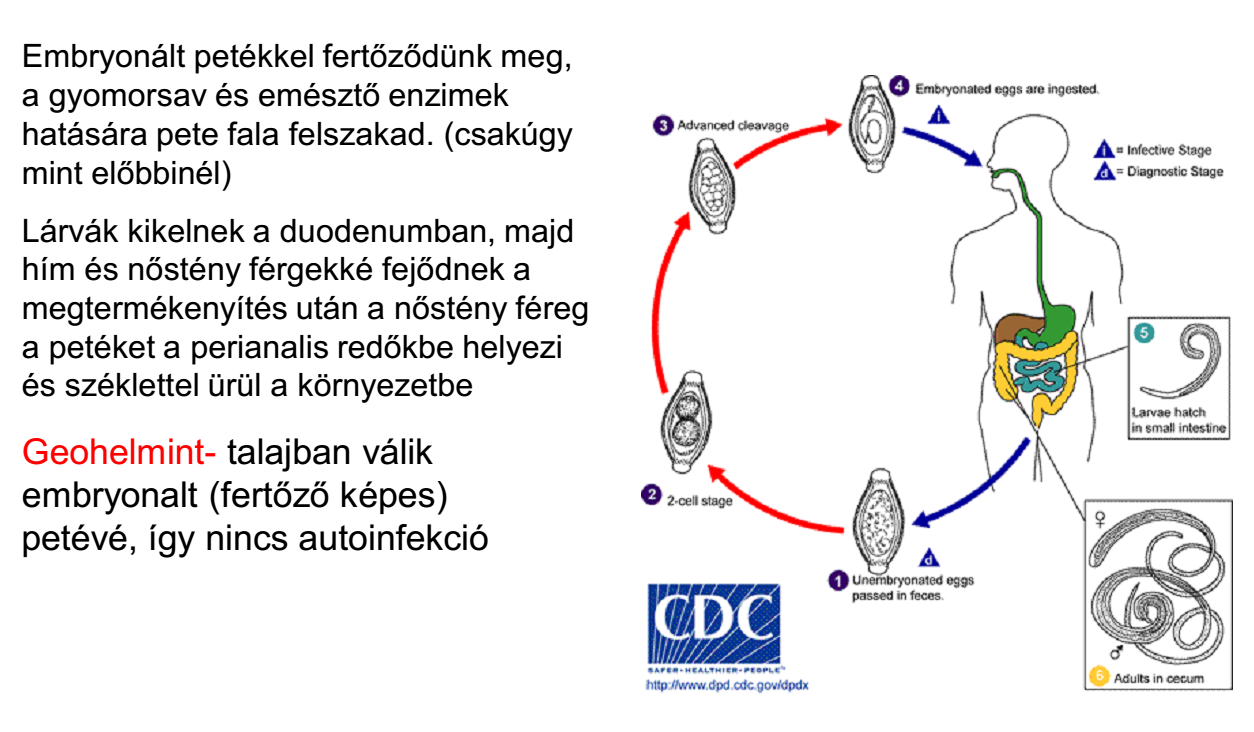 Embryonált petékkel fertőződünk meg,
a gyomorsav és emésztő enzimek
hatására pete fala felszakad. (csakúgy
mint előbbinél)
Lárvák kikelnek a duodenumban, majd
hím és nőstény férgekké fejődnek a
megtermékenyítés után a nőstény féreg
a petéket a perianalis redőkbe helyezi
és széklettel ürül a környezetbe
Geohelmint- talajban válik
embryonalt (fertőző képes)
petévé, így nincs autoinfekció
4 Embryonated eggs are ingested.
3 Advanced cleavage
i
i = Infective Stage
d = Diagnostic Stage
5
Larvae hatch
in small intestine
2 2-cell stage
d
1 Unembryonated eggs
passed in feces.
♀
♂
6 Adults in cecum
CDC
SAFER•HEALTHIER•PEOPLE™
http://www.dpd.cdc.gov/dpdx